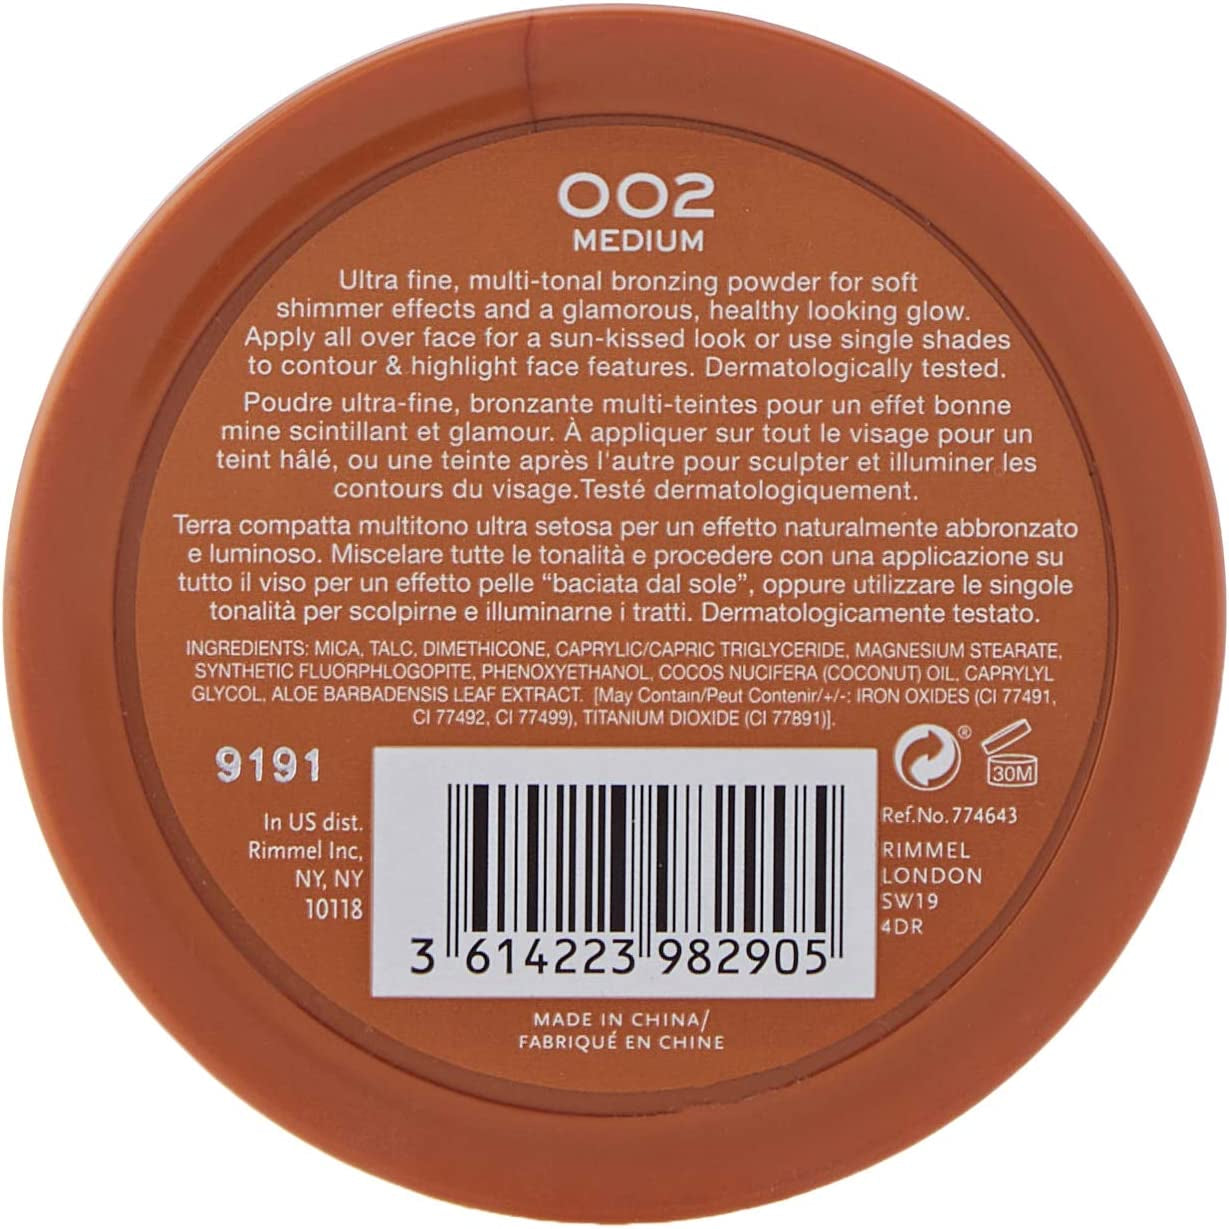 002
MEDIUM
Ultra fine, multi-tonal bronzing powder for soft
shimmer effects and a glamorous, healthy looking glow.
Apply all over face for a sun-kissed look or use single shades
to contour & highlight face features. Dermatologically tested.
Poudre ultra-fine, bronzante multi-teintes pour un effet bonne
mine scintillant et glamour. À appliquer sur tout le visage pour un
teint hâlé, ou une teinte après l'autre pour sculpter et illuminer les
contours du visage.Testé dermatologiquement.
Terra compatta multitono ultra setosa per un effetto naturalmente abbronzato
e luminoso. Miscelare tutte le tonalità e procedere con una applicazione su
tutto il viso per un effetto pelle “baciata dal sole”, oppure utilizzare le singole
tonalità per scolpirne e illuminarne i tratti. Dermatologicamente testato.
INGREDIENTS: MICA, TALC, DIMETHICONE, CAPRYLIC/CAPRIC TRIGLYCERIDE, MAGNESIUM STEARATE,
SYNTHETIC FLUORPHLOGOPITE, PHENOXYETHANOL, COCOS NUCIFERA (COCONUT) OIL, CAPRYLYL
GLYCOL, ALOE BARBADENSIS LEAF EXTRACT. [May Contain/Peut Contenir/+/-: IRON OXIDES (CI 77491,
CI 77492, CI 77499), TITANIUM DIOXIDE (CI 77891)].
9191
In US dist.
Rimmel Inc,
NY, NY
10118
3 614223 982905
®
30M
Ref.No.774643
RIMMEL
LONDON
SW19
4DR
MADE IN CHINA/
FABRIQUÉ EN CHINE